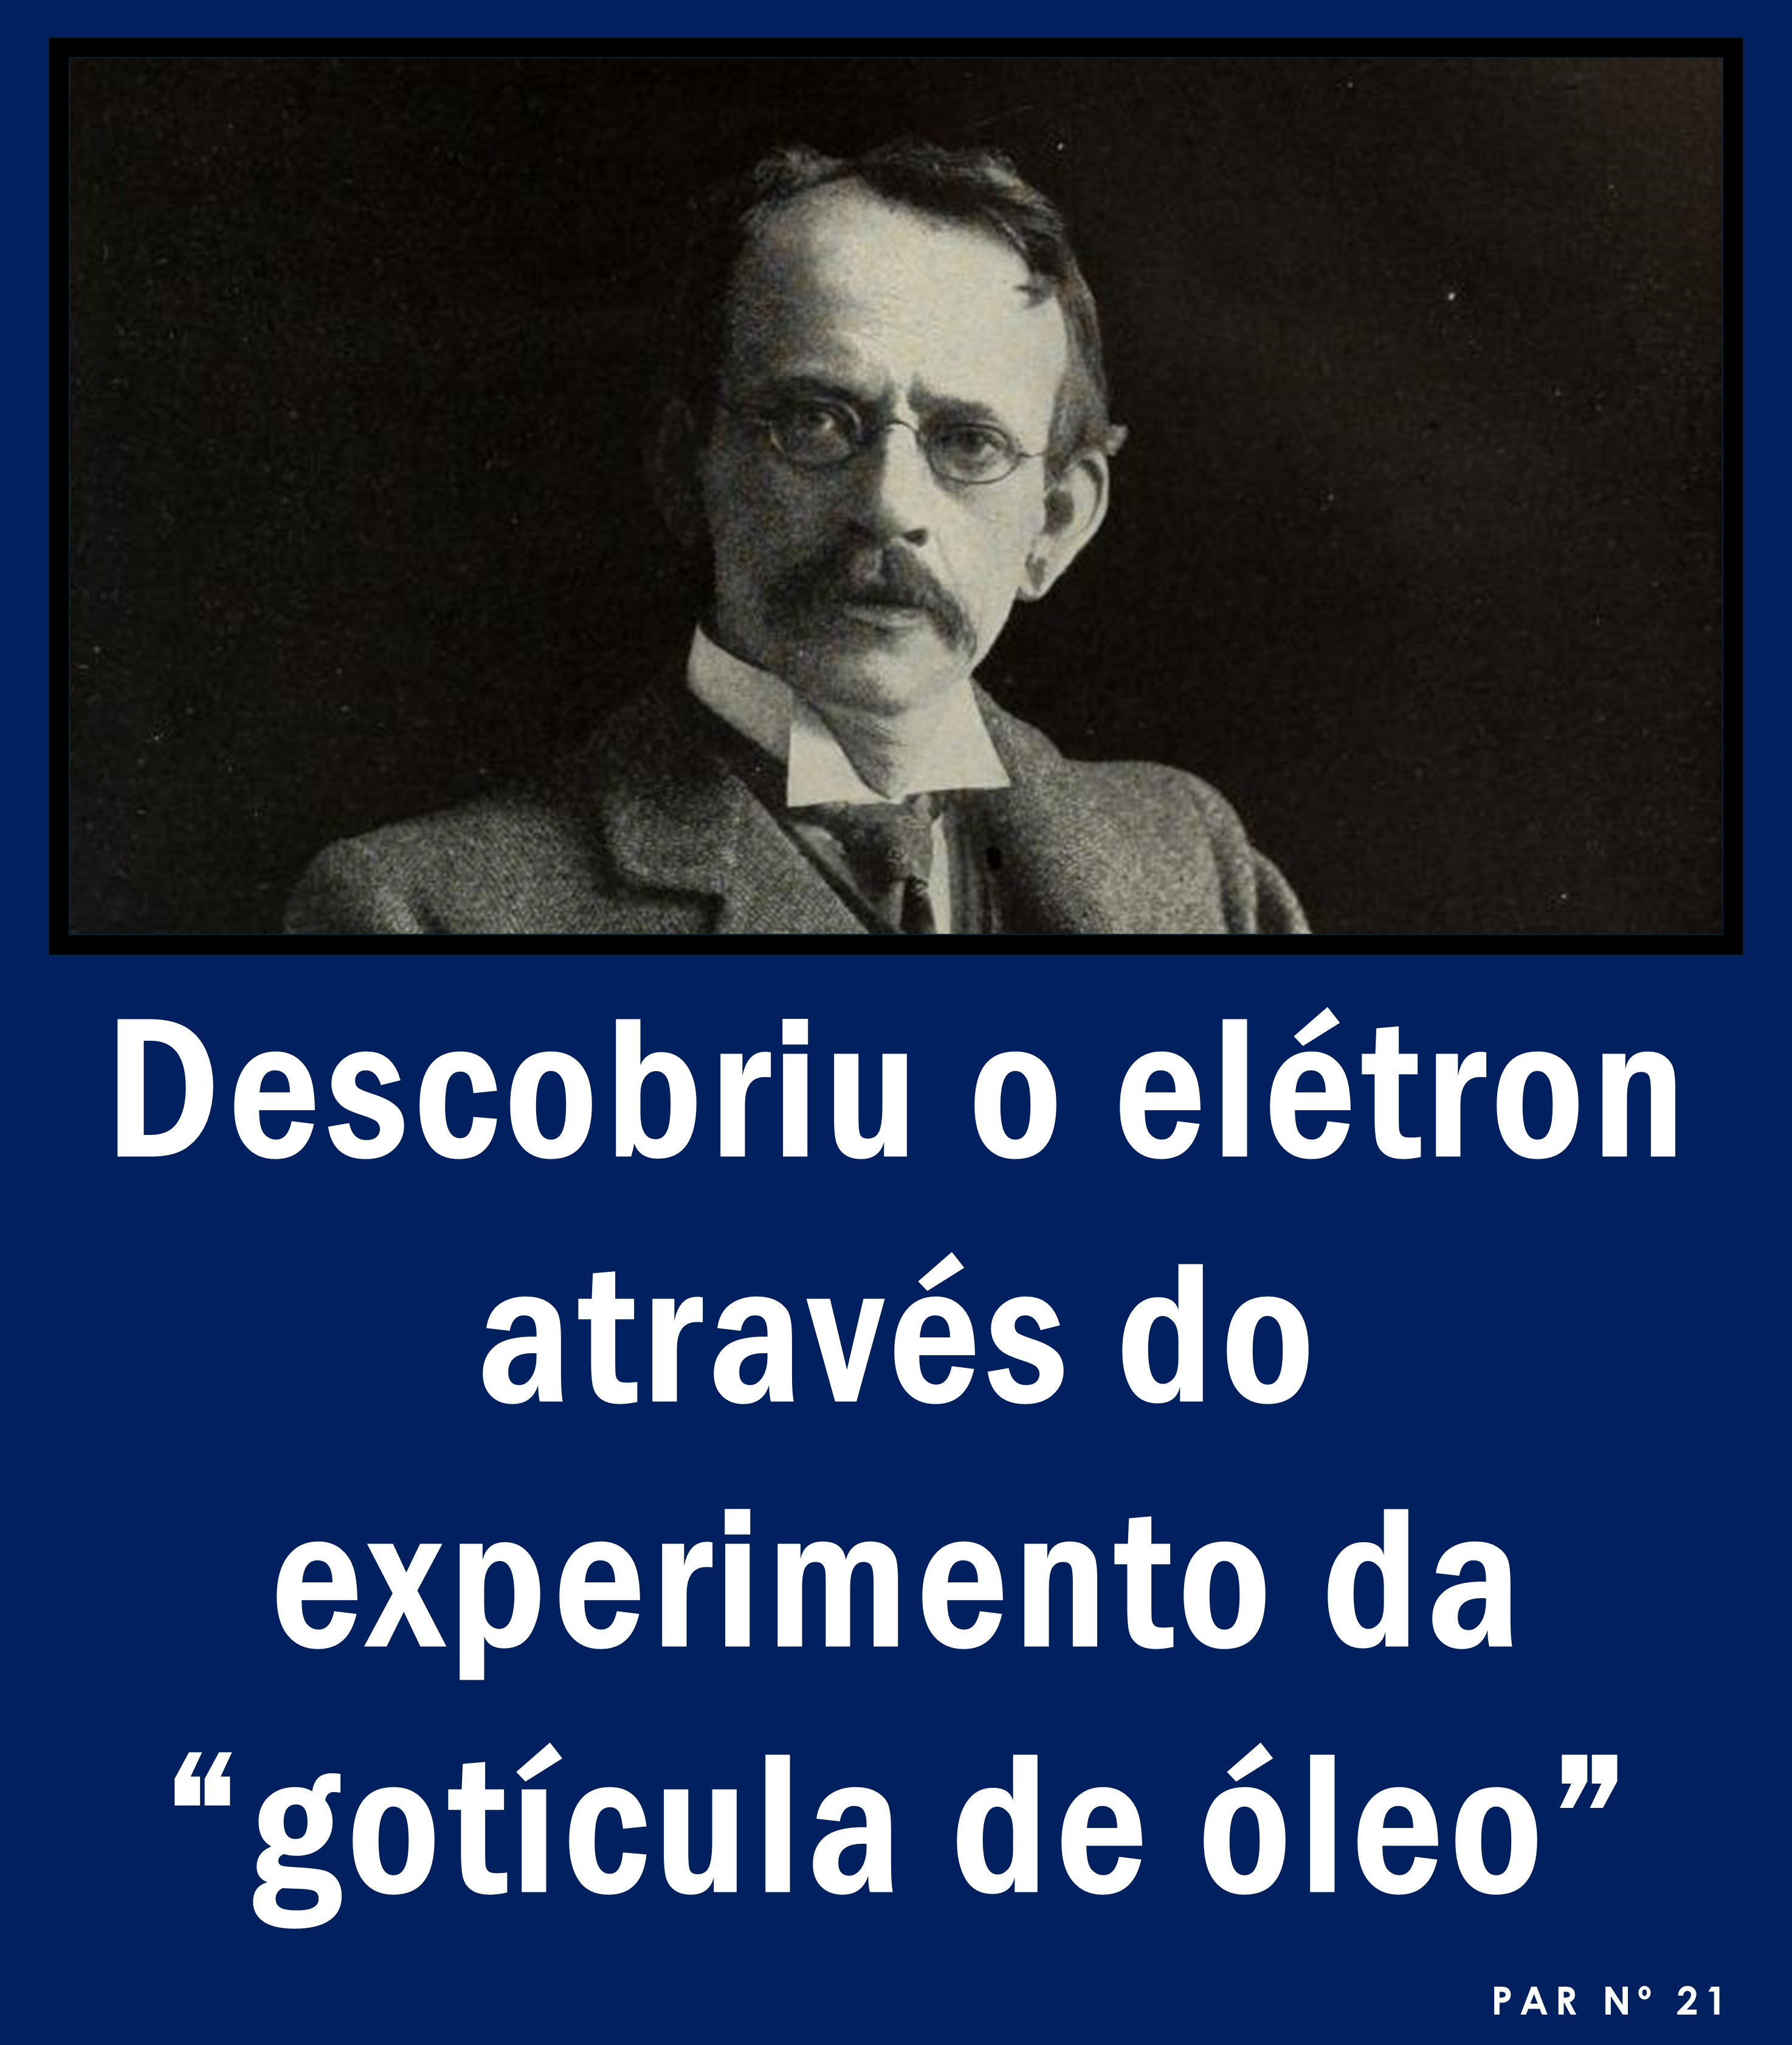 Descobriu o elétron
através do
experimento da
“gotícula de óleo”
PAR Nº 21